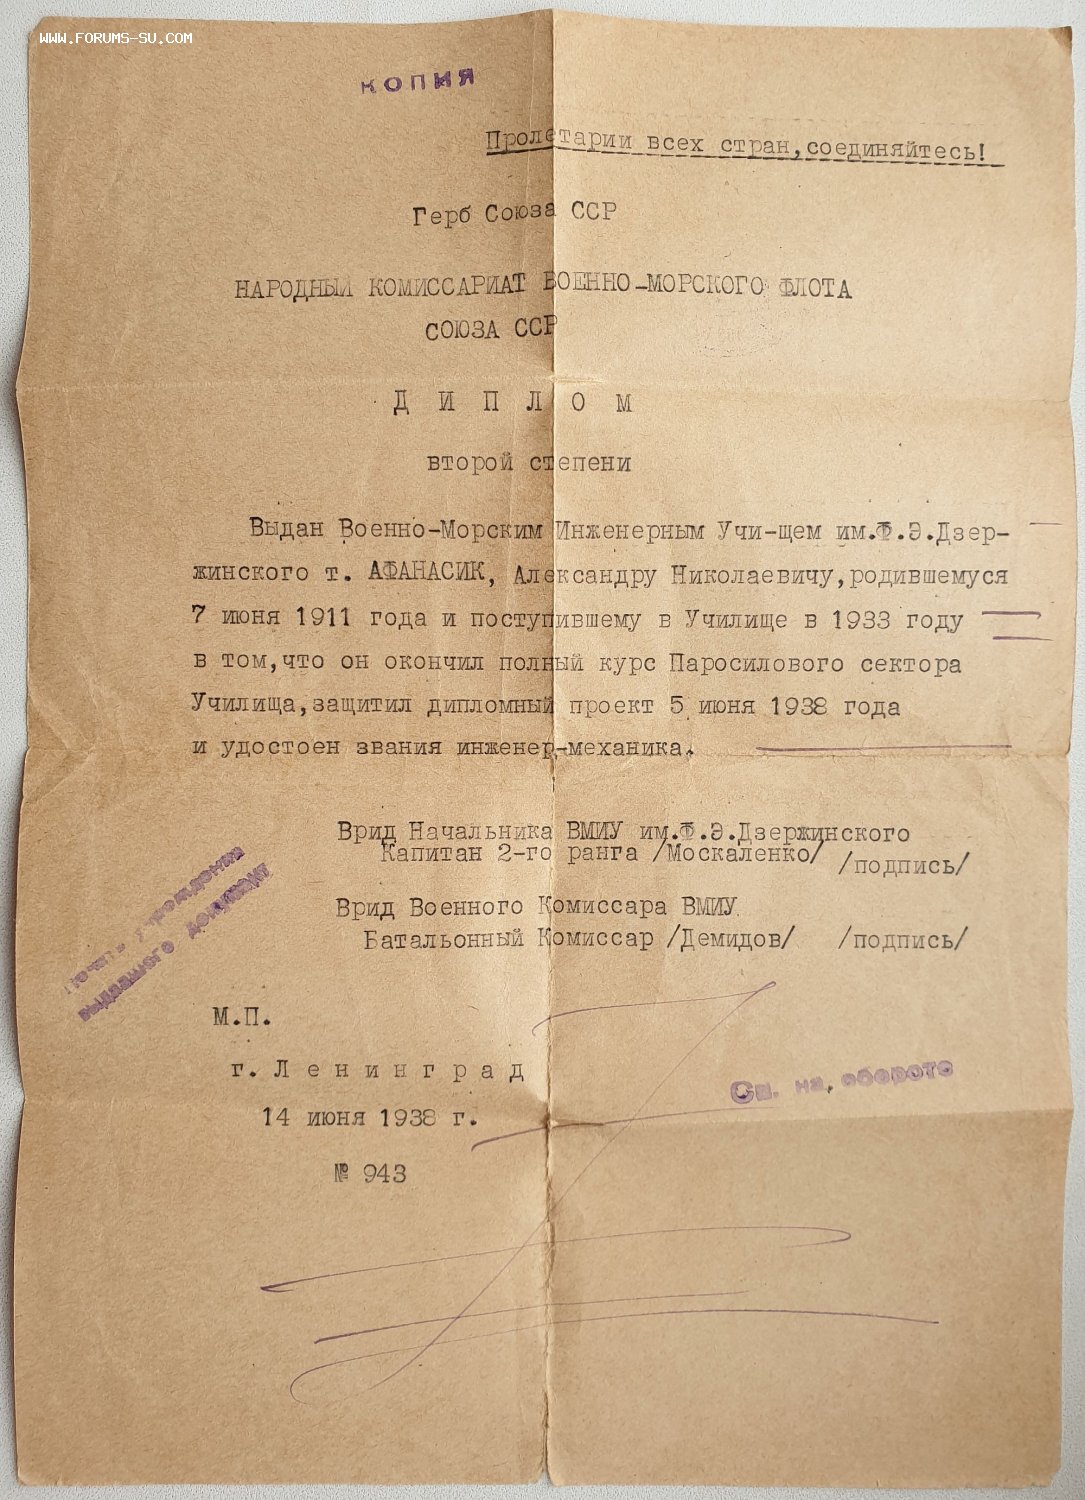 WWW.FORUMS-SU.COM
КОПИЯ
Пролетарии всех стран,соединяйтесь!
Герб Союза ССР
НАРОДНЫЙ КОМИССАРИАТ ВОЕННО-МОРСКОГО ФЛОТА
СОЮЗА ССР
Д И П Л О М
второй степени
Выдан Военно-Морским Инженерным Учи-щем им.Ф.Э.Дзер-
жинского т. АФАНАСИК, Александру Николаевичу,родившемуся
7 июня 1911 года и поступившему в Училище в 1933 году
в том,что он окончил полный курс Паросилового сектора
Училища,защитил дипломный проект 5 июня 1938 года
и удостоен звания инженер-механика.
Врид Начальника ВМИУ им.Ф.Э.Дзержинского
Капитан 2-го ранга /Москаленко/ /подпись/
Врид Военного Комиссара ВМИУ
Батальонный Комиссар /Демидов/ /подпись/
учреждения
выдавшего документ
М.П.
г. Л е н и н г р а д
См. на обороте
14 июня 1938 г.
№ 943